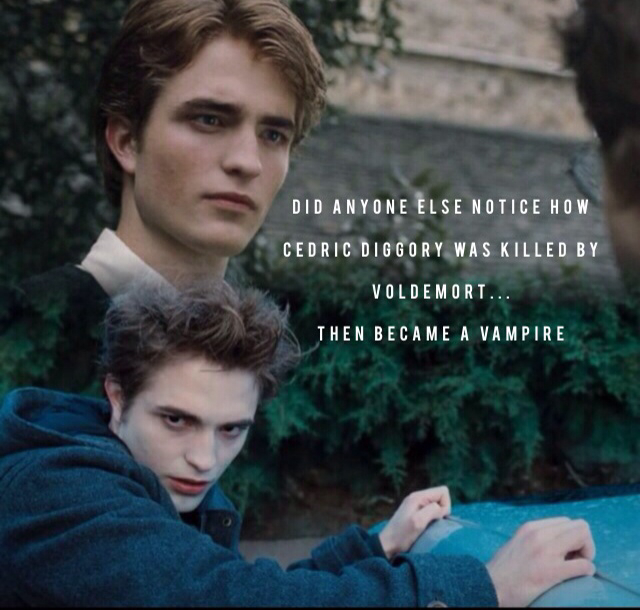 DID ANYONE ELSE NOTICE HOW
CEDRIC DIGGORY WAS KILLED BY
VOLDEMORT...
THEN BECAME A VAMPIRE